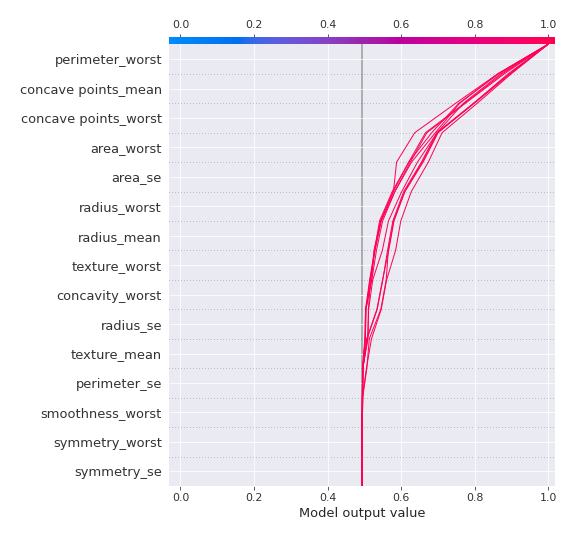 0.0 0.2 0.4 0.6 0.8 1.0
perimeter_worst
concave points_mean
concave points_worst
area_worst
area_se
radius_worst
radius_mean
texture_worst
concavity_worst
radius_se
texture_mean
perimeter_se
smoothness_worst
symmetry_worst
symmetry_se
0.0 0.2 0.4 0.6 0.8 1.0
Model output value